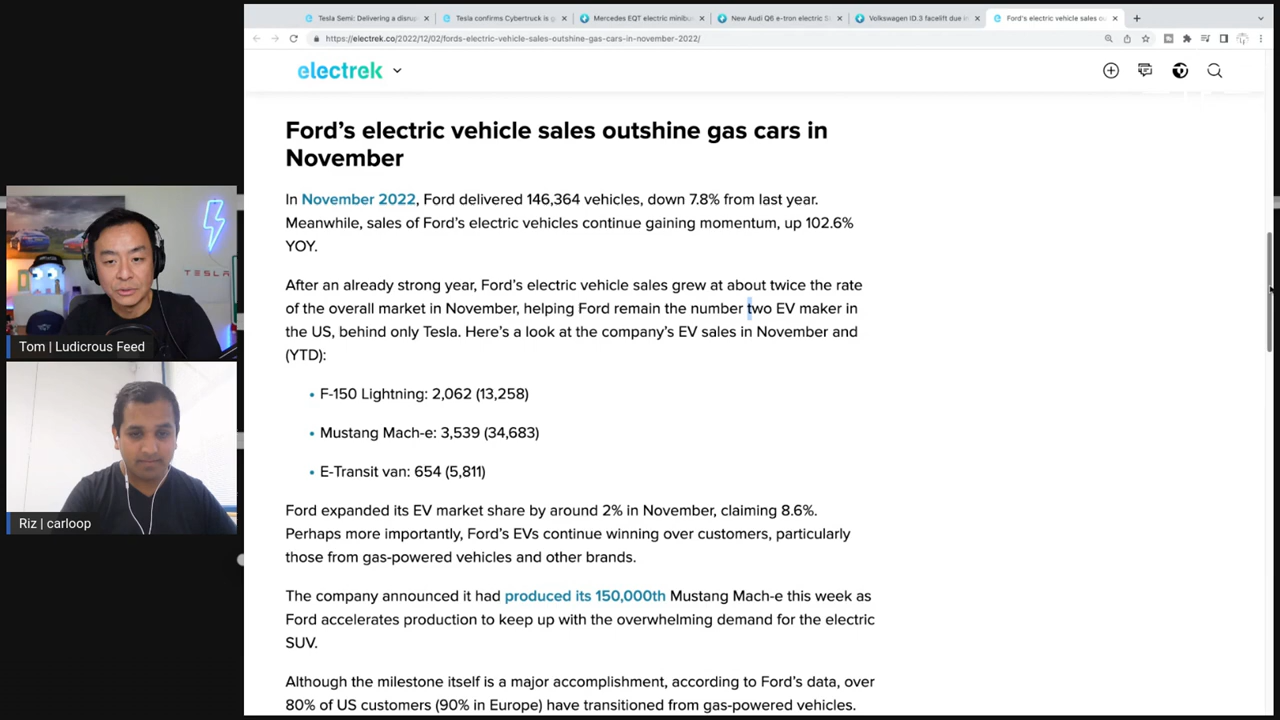 Tesla Semi: Delivering a disrup
Tesla confirms Cybertruck is g
Mercedes EQT electric minibu
New Audi Q6 e-tron electric S
Volkswagen ID.3 facelift due i
Ford's electric vehicle sales ou
https://electrek.co/2022/12/02/fords-electric-vehicle-sales-outshine-gas-cars-in-november-2022/
electrek
Ford's electric vehicle sales outshine gas cars in
November
In November 2022, Ford delivered 146,364 vehicles, down 7.8% from last year.
Meanwhile, sales of Ford's electric vehicles continue gaining momentum, up 102.6%
YOY.
After an already strong year, Ford's electric vehicle sales grew at about twice the rate
of the overall market in November, helping Ford remain the number two EV maker in
the US, behind only Tesla. Here's a look at the company's EV sales in November and
(YTD):
• F-150 Lightning: 2,062 (13,258)
• Mustang Mach-e: 3,539 (34,683)
• E-Transit van: 654 (5,811)
Ford expanded its EV market share by around 2% in November, claiming 8.6%.
Perhaps more importantly, Ford's EVs continue winning over customers, particularly
those from gas-powered vehicles and other brands.
The company announced it had produced its 150,000th Mustang Mach-e this week as
Ford accelerates production to keep up with the overwhelming demand for the electric
SUV.
Although the milestone itself is a major accomplishment, according to Ford's data, over
80% of US customers (90% in Europe) have transitioned from gas-powered vehicles.
TESLA
Tom | Ludicrous Feed
Riz | carloop